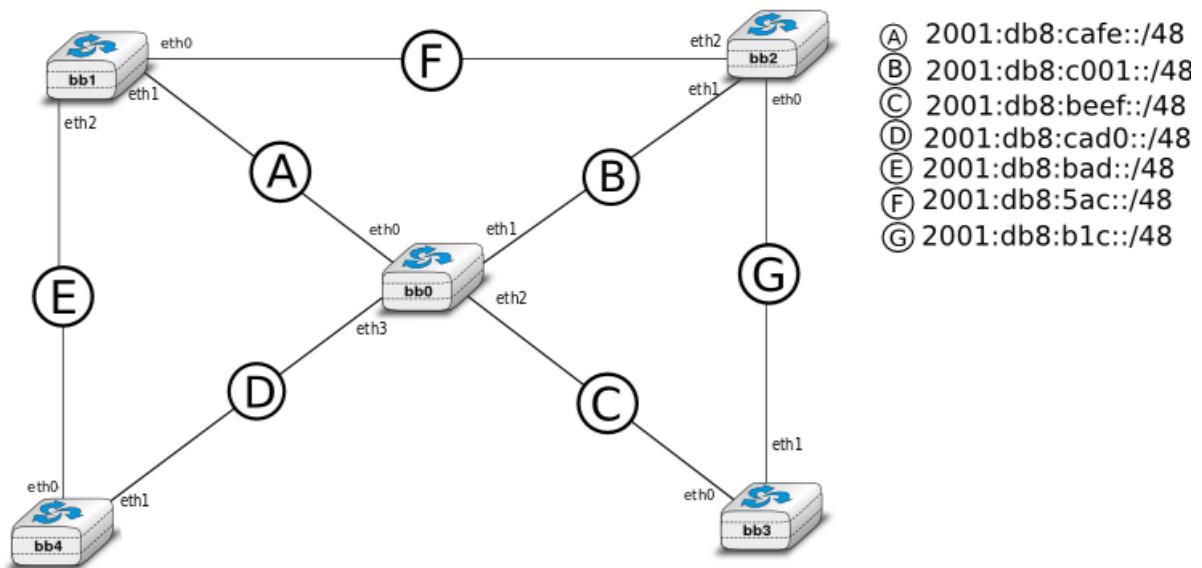 eth0
F
eth2
bb1
bb2
eth1
eth1
eth0
eth2
A
B
eth0
eth1
bb0
eth2
eth3
E
G
D
C
eth1
eth0
eth1
eth0
bb4
bb3
A 2001:db8:cafe::/48
B 2001:db8:c001::/48
C 2001:db8:beef::/48
D 2001:db8:cad0::/48
E 2001:db8:bad::/48
F 2001:db8:5ac::/48
G 2001:db8:b1c::/48